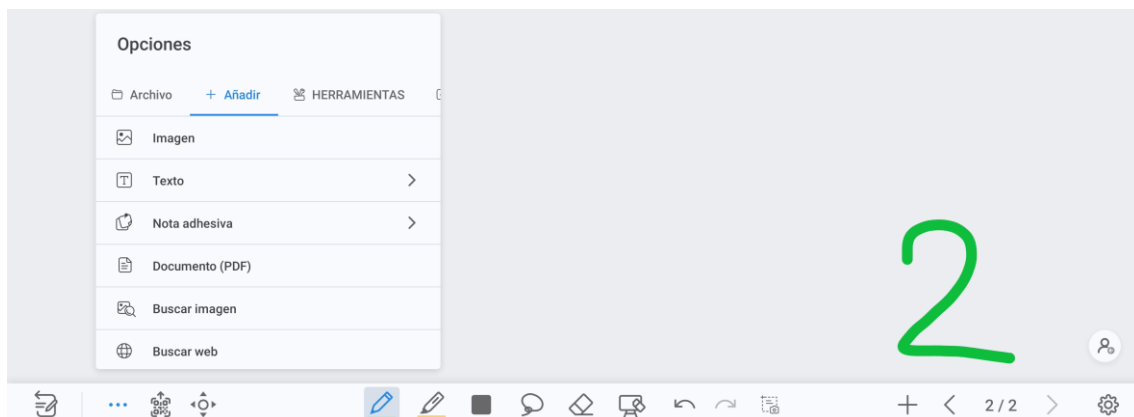 Opciones
Archivo + Añadir HERRAMIENTAS
Imagen
Texto
Nota adhesiva
Documento (PDF)
Buscar imagen
Buscar web
2
2 / 2